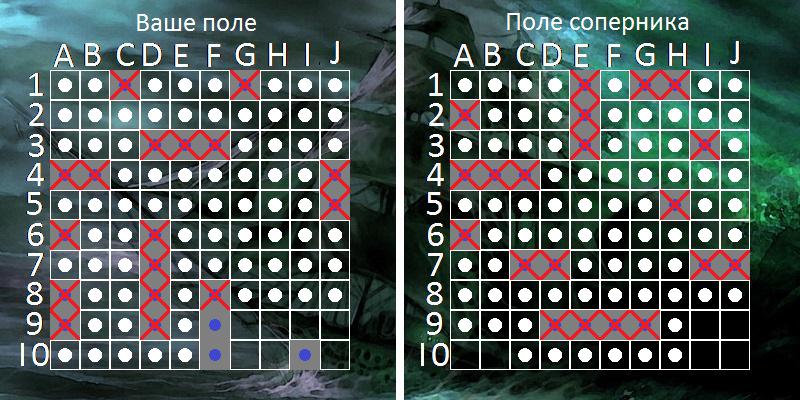 Ваше поле
Поле соперника
A B C D E F G H I J
A B C D E F G H I J
1 1
2 2
3 3
4 4
5 5
6 6
7 7
8 8
9 9
10 10